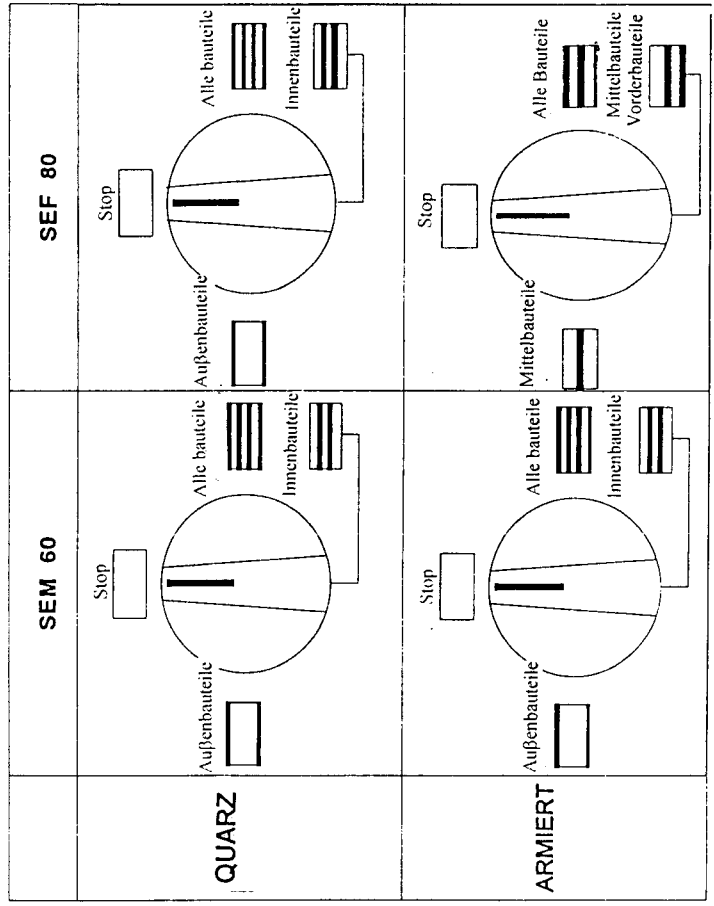 SEM 60
SEF 80
QUARZ
Stop
Außenbauteile
Alle bauteile
Innenbauteile
Stop
Außenbauteile
Alle bauteile
Innenbauteile
ARMIERT
Stop
Außenbauteile
Alle bauteile
Innenbauteile
Stop
Mittelbauteile
Alle Bauteile
Mittelbauteile
Vorderbauteile